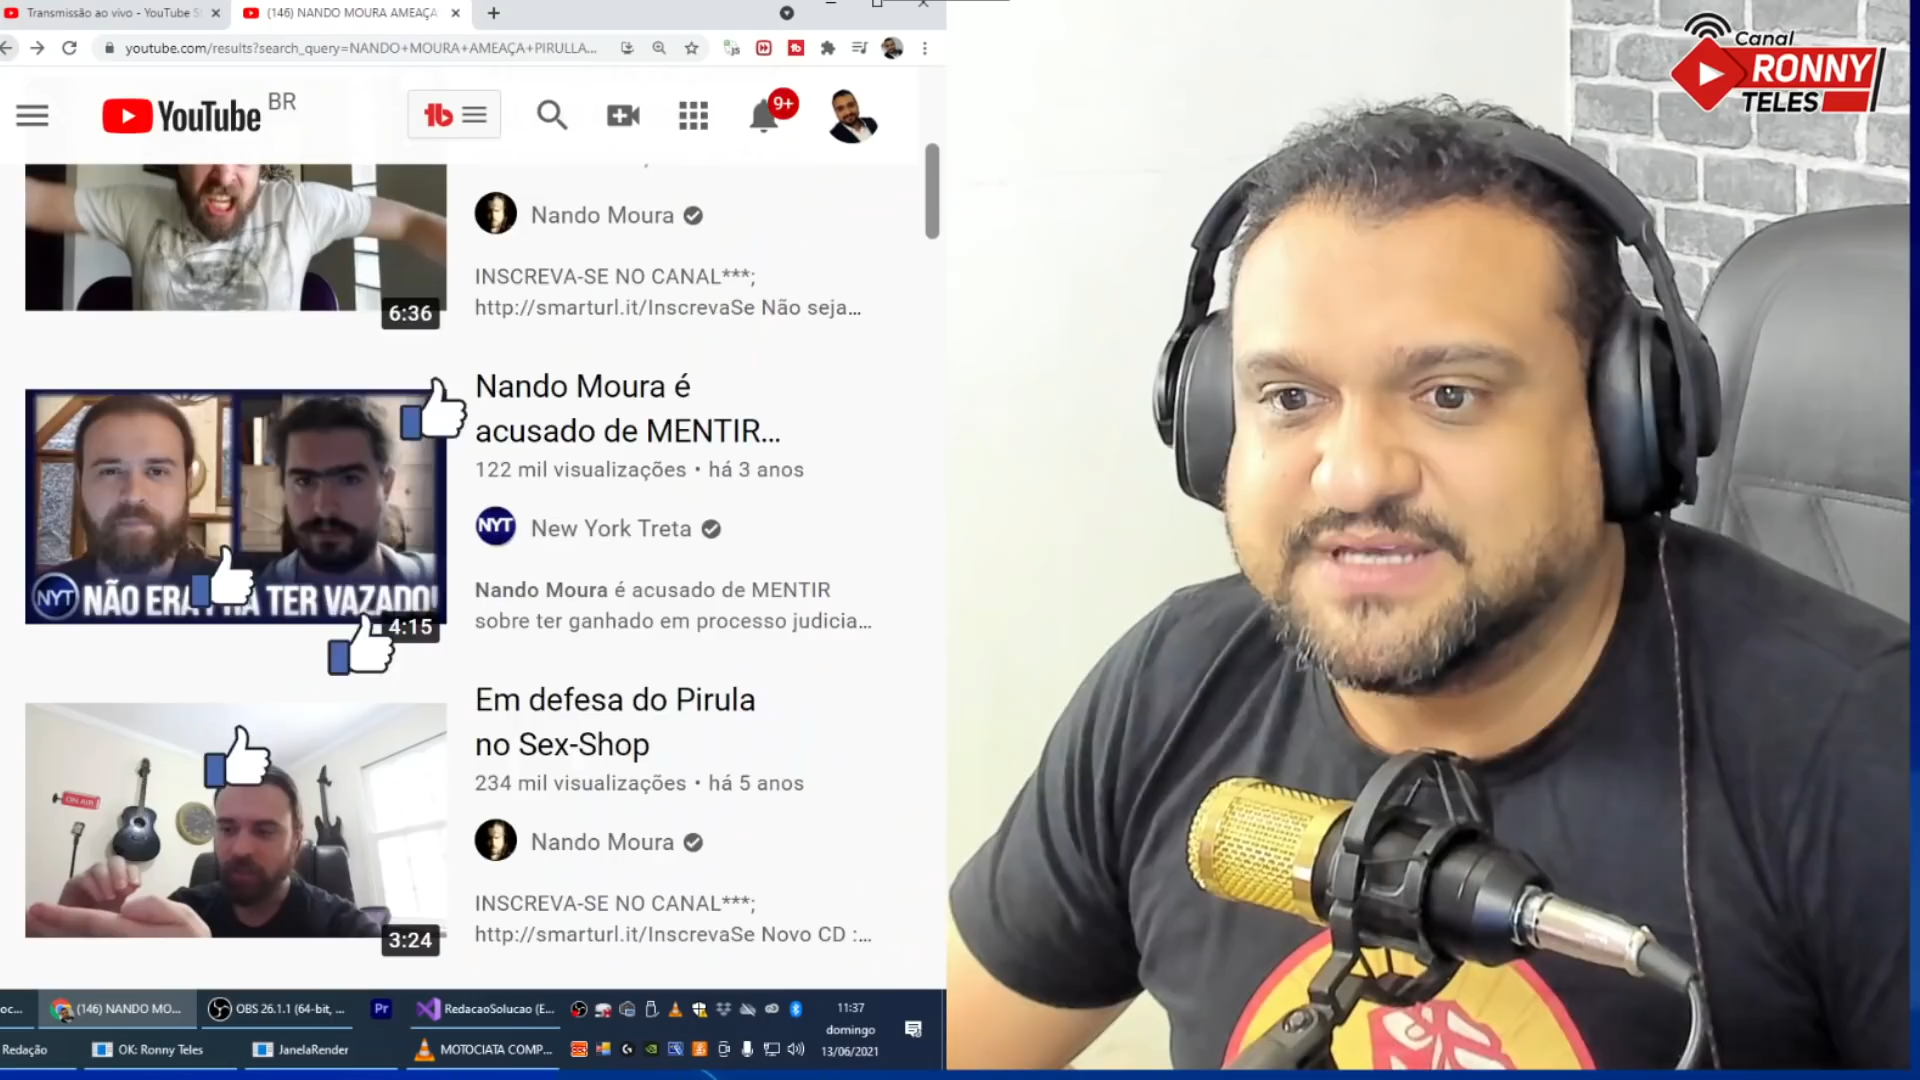 Transmissão ao vivo - YouTube S
(146) NANDO MOURA AMEAÇA
youtube.com/results?search_query=NANDO+MOURA+AMEAÇA+PIRULLA...
YouTube BR
9+
Canal
RONNY
TELES
Nando Moura
INSCREVA-SE NO CANAL***;
http://smarturl.it/InscrevaSe Não seja...
6:36
Nando Moura é
acusado de MENTIR...
122 mil visualizações • há 3 anos
NYT New York Treta
Nando Moura é acusado de MENTIR
sobre ter ganhado em processo judicia...
NYT NÃO ERA TER VAZADO!
4:15
Em defesa do Pirula
no Sex-Shop
234 mil visualizações • há 5 anos
ON AIR
Nando Moura
INSCREVA-SE NO CANAL***;
http://smarturl.it/InscrevaSe Novo CD :...
3:24
oc... (146) NANDO MO... OBS 26.1.1 (64-bit, ... Pr RedacaoSolucao (E... 11:37
domingo
Redação OK: Ronny Teles JanelaRender MOTOCIATA COMP... 13/06/2021